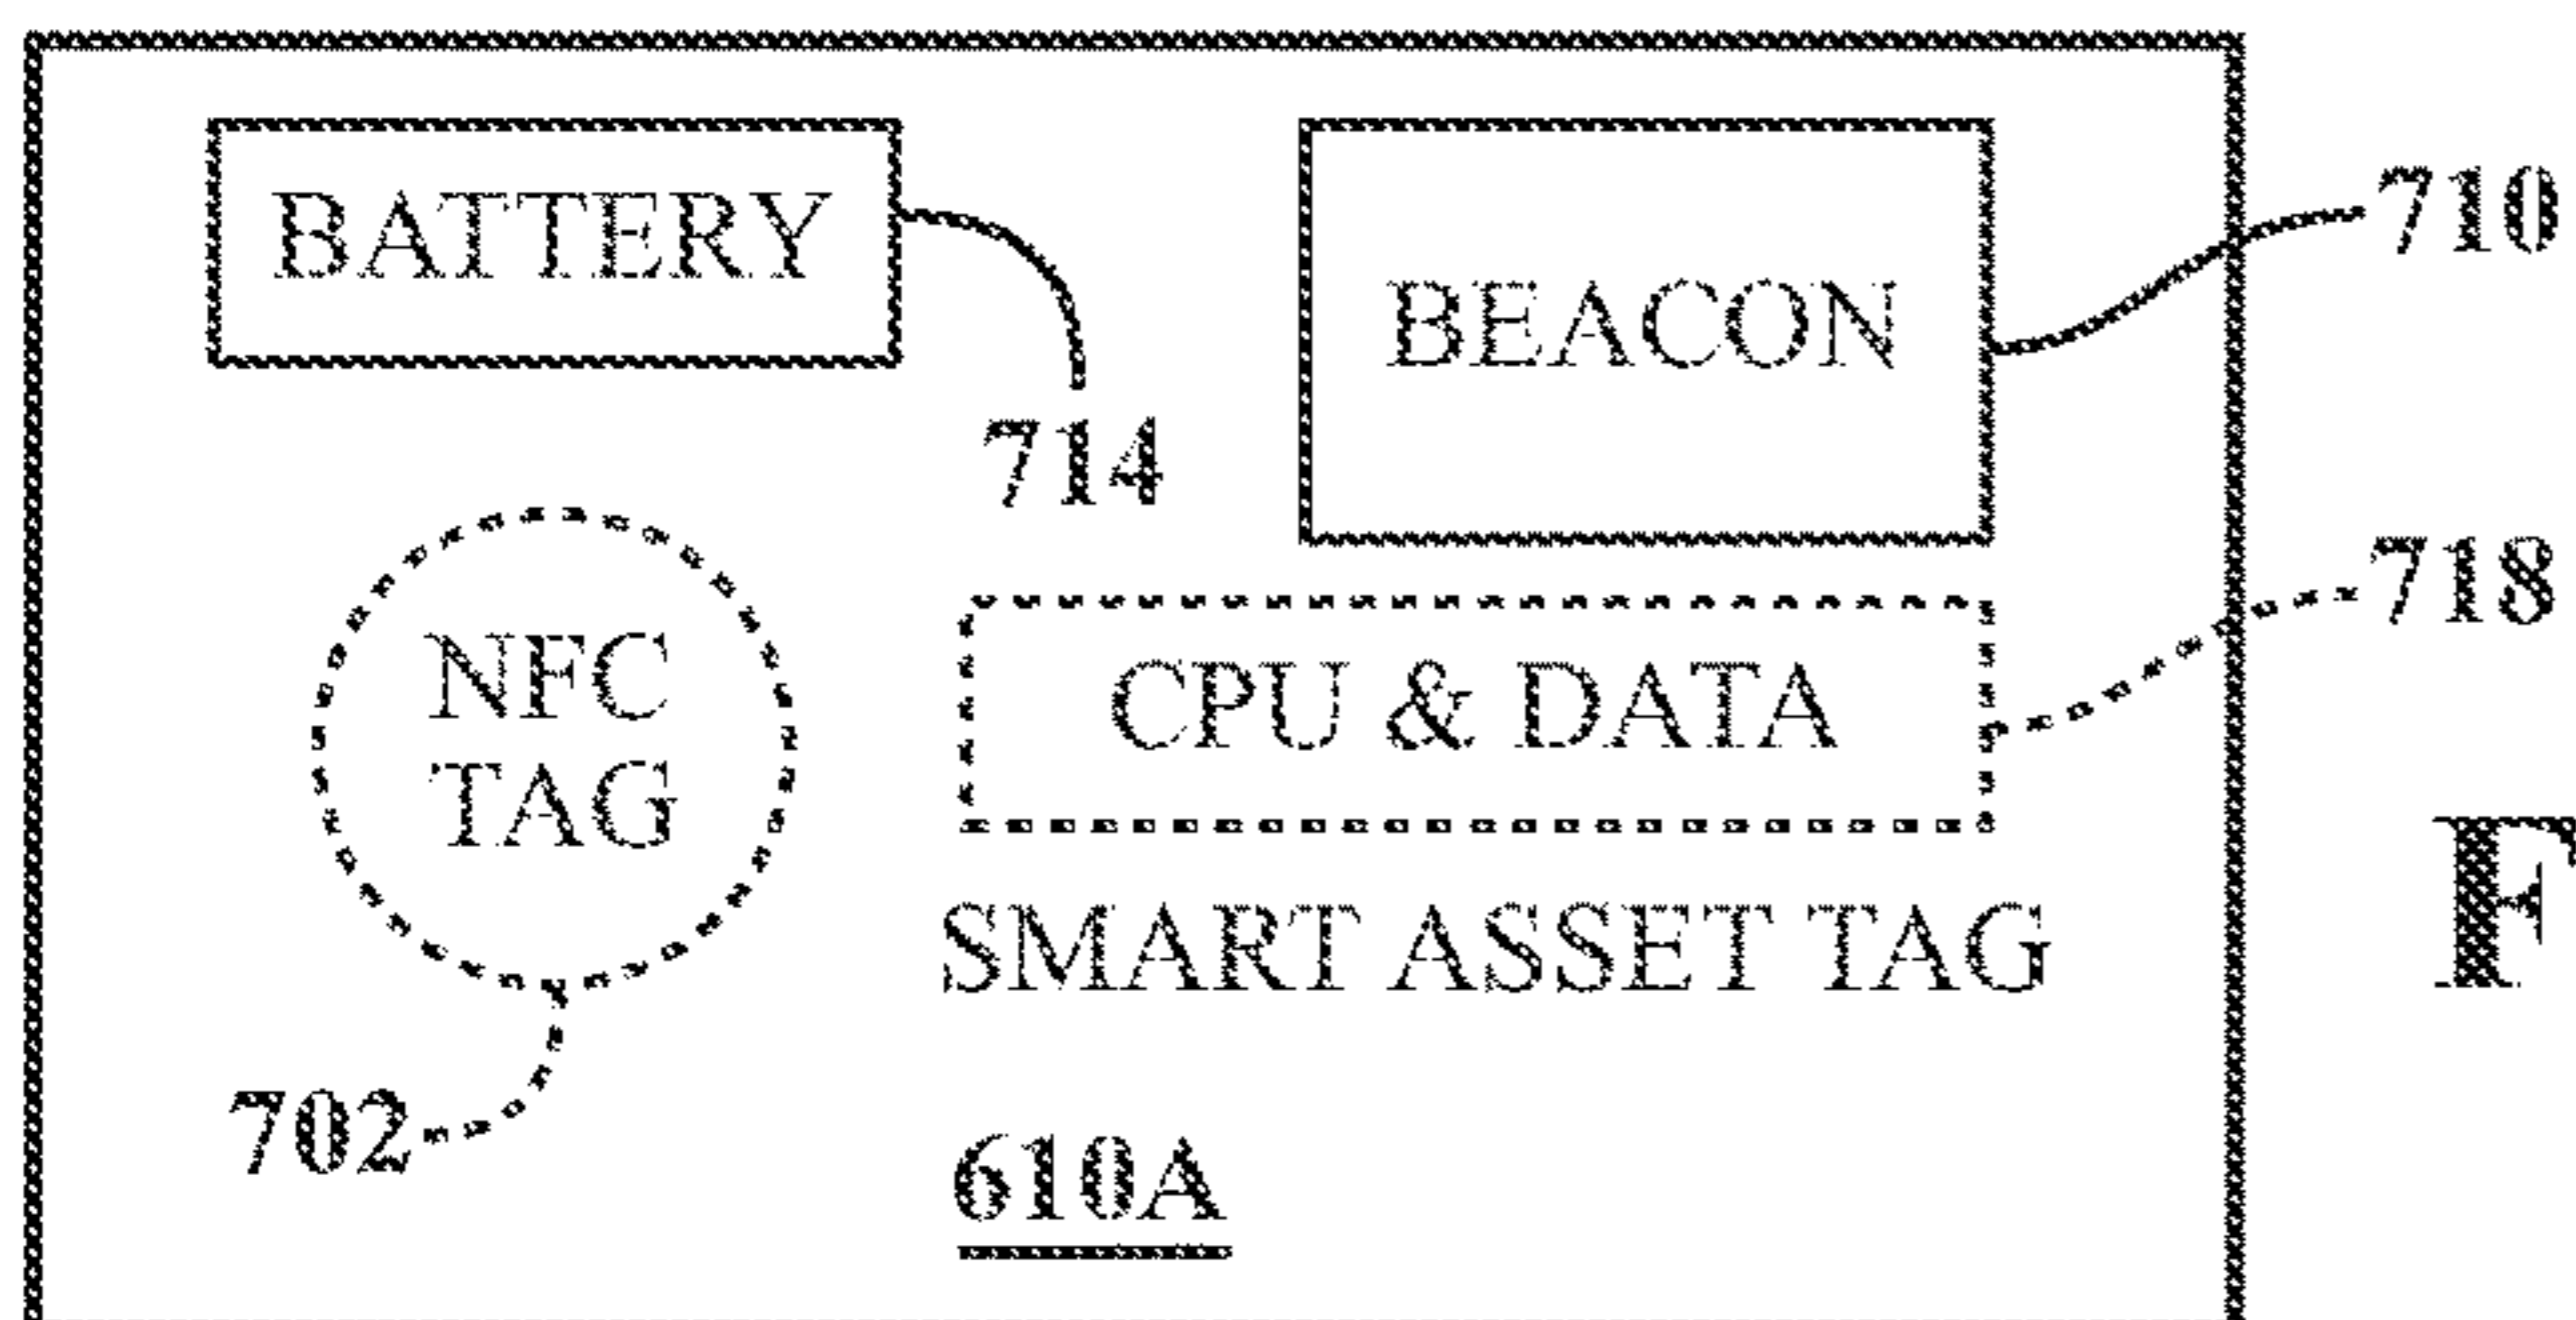 BATTERY
710
BEACON
714
718
NFC
TAG
CPU & DATA
F
SMART ASSET TAG
702
610A